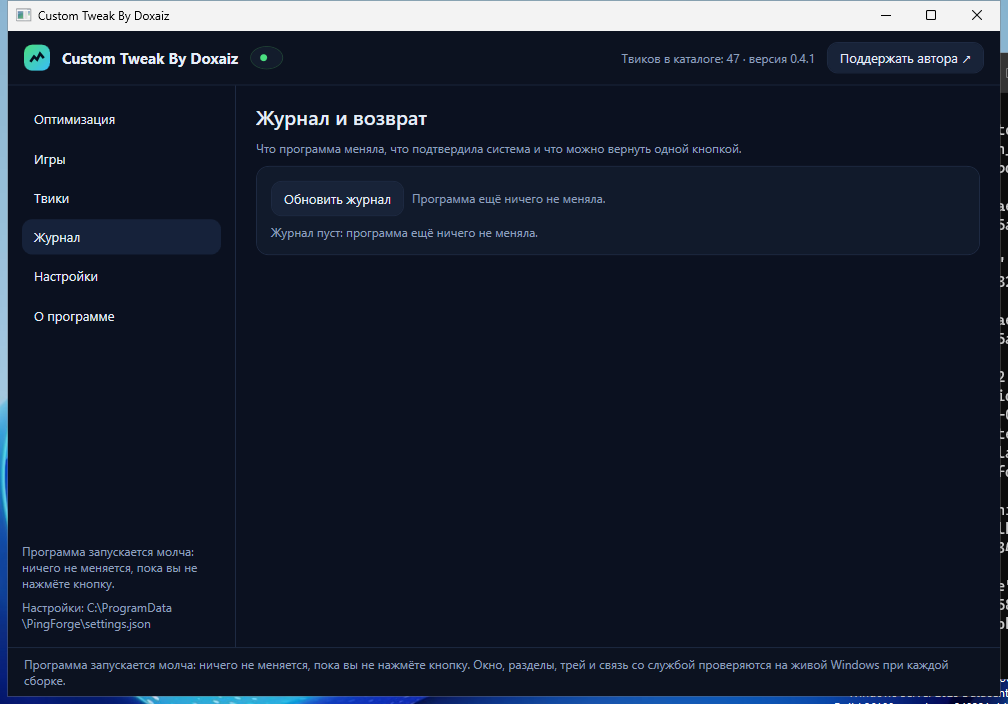 Custom Tweak By Doxaiz
Custom Tweak By Doxaiz
Твиков в каталоге: 47 · версия 0.4.1
Поддержать автора ↗
Оптимизация
Игры
Твики
Журнал
Настройки
О программе
Журнал и возврат
Что программа меняла, что подтвердила система и что можно вернуть одной кнопкой.
Обновить журнал
Программа ещё ничего не меняла.
Журнал пуст: программа ещё ничего не меняла.
Программа запускается молча:
ничего не меняется, пока вы не
нажмёте кнопку.
Настройки: C:\ProgramData
\PingForge\settings.json
Программа запускается молча: ничего не меняется, пока вы не нажмёте кнопку. Окно, разделы, трей и связь со службой проверяются на живой Windows при каждой
сборке.